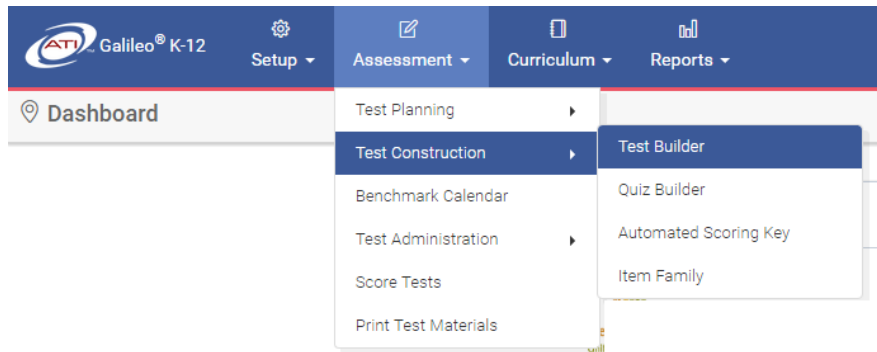 ATI Galileo® K-12
Setup
Assessment
Curriculum
Reports
Dashboard
Test Planning
Test Construction
Benchmark Calendar
Test Administration
Score Tests
Print Test Materials
Test Builder
Quiz Builder
Automated Scoring Key
Item Family